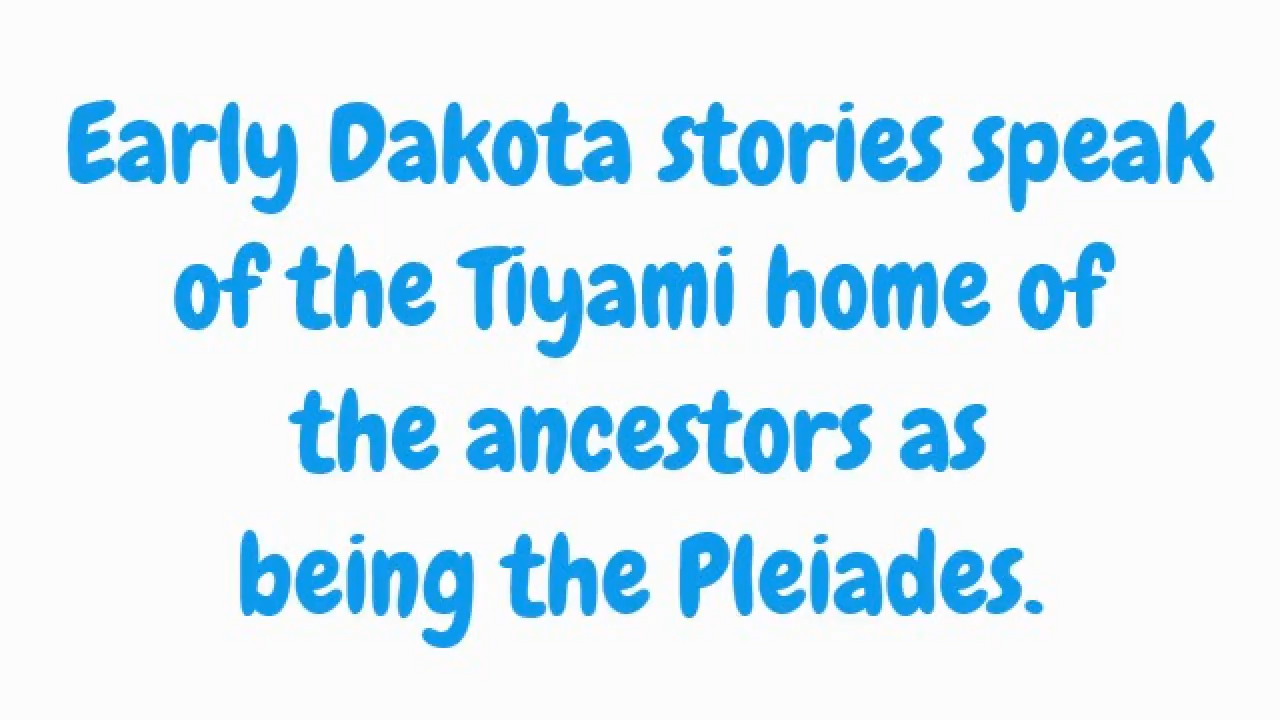 Early Dakota stories speak
of the Tiyami home of
the ancestors as
being the Pleiades.